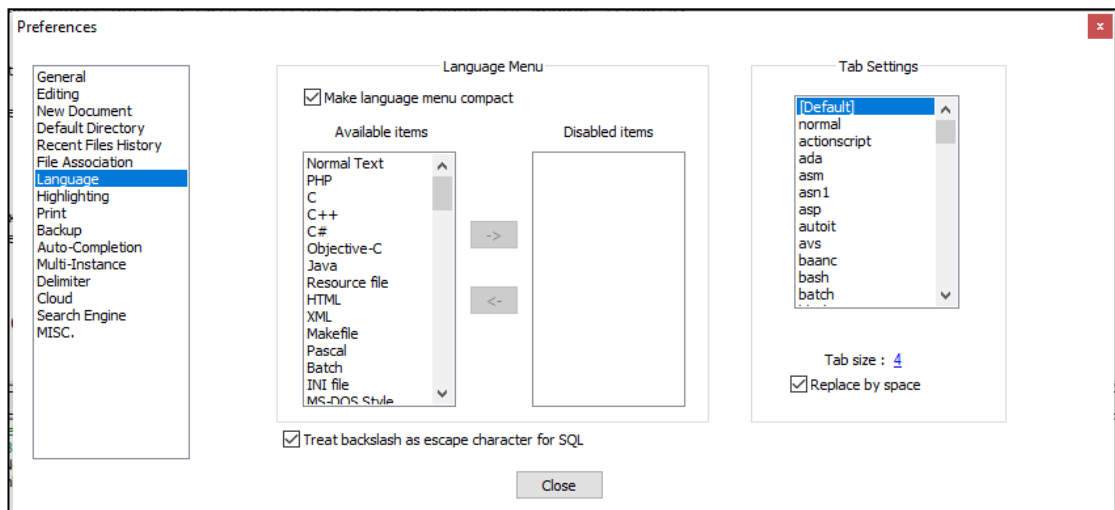 Preferences
x
General
Editing
New Document
Default Directory
Recent Files History
File Association
Language
Highlighting
Print
Backup
Auto-Completion
Multi-Instance
Delimiter
Cloud
Search Engine
MISC.
Language Menu
Make language menu compact
Available items
Normal Text
PHP
C
C++
C#
Objective-C
Java
Resource file
HTML
XML
Makefile
Pascal
Batch
INI file
MS-DOS Style
->
<-
Disabled items
Treat backslash as escape character for SQL
Tab Settings
[Default]
normal
actionscript
ada
asm
asn1
asp
autoit
avs
baanc
bash
batch
Tab size : 4
Replace by space
Close